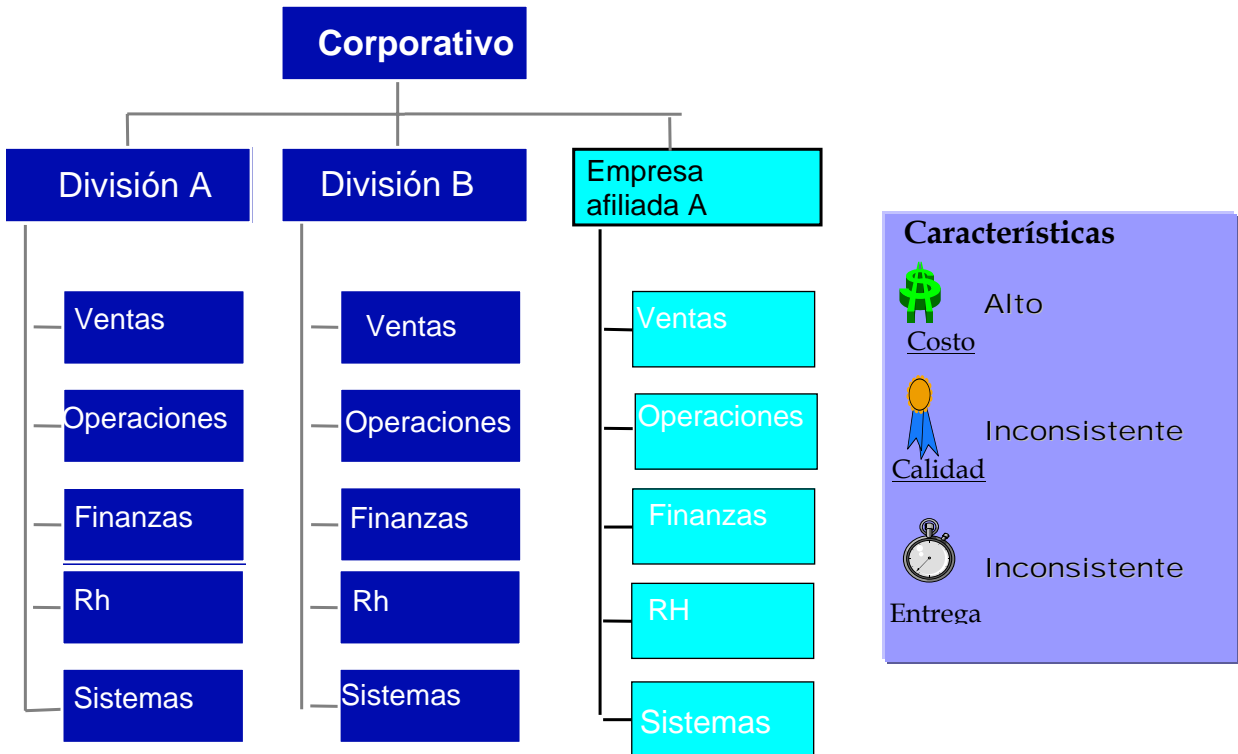 Corporativo
División A
División B
Empresa
afiliada A
Ventas
Operaciones
Finanzas
Rh
Sistemas
Ventas
Operaciones
Finanzas
Rh
Sistemas
Ventas
Operaciones
Finanzas
RH
Sistemas
Características
Alto
Costo
Inconsistente
Calidad
Inconsistente
Entrega